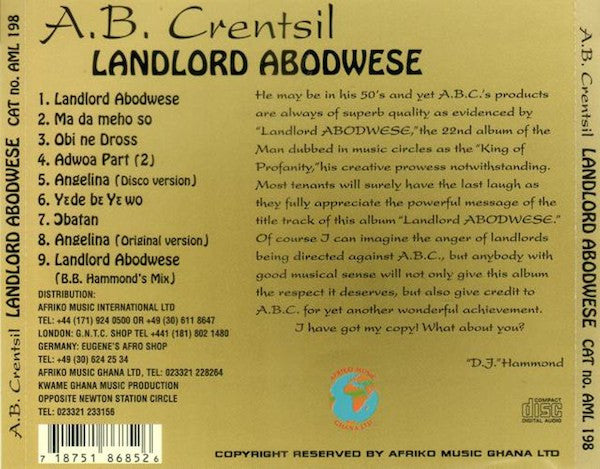 A.B. Crentsil
LANDLORD ABODWESE
1. Landlord Abodwese
2. Ma da meho so
3. Obi ne Dross
4. Adwoa Part (2)
5. Angelina (Disco version)
6. Yɛde bɛ Yɛ wo
7. Ɔbatan
8. Angelina (Original version)
9. Landlord Abodwese
(B.B. Hammond's Mix)
DISTRIBUTION:
AFRIKO MUSIC INTERNATIONAL LTD
TEL: +44 (171) 924 0500 OR +49 (30) 611 8647
LONDON: G.N.T.C. SHOP TEL +441 (181) 802 1480
GERMANY: EUGENE'S AFRO SHOP
TEL: +49 (30) 624 25 34
AFRIKO MUSIC GHANA LTD, TEL: 023321 228264
KWAME GHANA MUSIC PRODUCTION
OPPOSITE NEWTON STATION CIRCLE
TEL: 023321 233156
7 18751 86852 6
He may be in his 50's and yet A.B.C.'s products
are always of superb quality as evidenced by
"Landlord ABODWESE," the 22nd album of the
Man dubbed in music circles as the "King of
Profanity,"his creative prowess notwithstanding.
Most tenants will surely have the last laugh as
they fully appreciate the powerful message of the
title track of this album "Landlord ABODWESE."
Of course I can imagine the anger of landlords
being directed against A.B.C., but anybody with
good musical sense will not only give this album
the respect it deserves, but also give credit to
A.B.C. for yet another wonderful achievement.
I have got my copy! What about you?
"D.J."Hammond
AFRIKO MUSIC
GHANA LTD.
COMPACT
disc
DIGITAL AUDIO
COPYRIGHT RESERVED BY AFRIKO MUSIC GHANA LTD
A.B. Crentsil LANDLORD ABODWESE CAT no. AML 198
A.B. Crentsil LANDLORD ABODWESE CAT no. AML 198